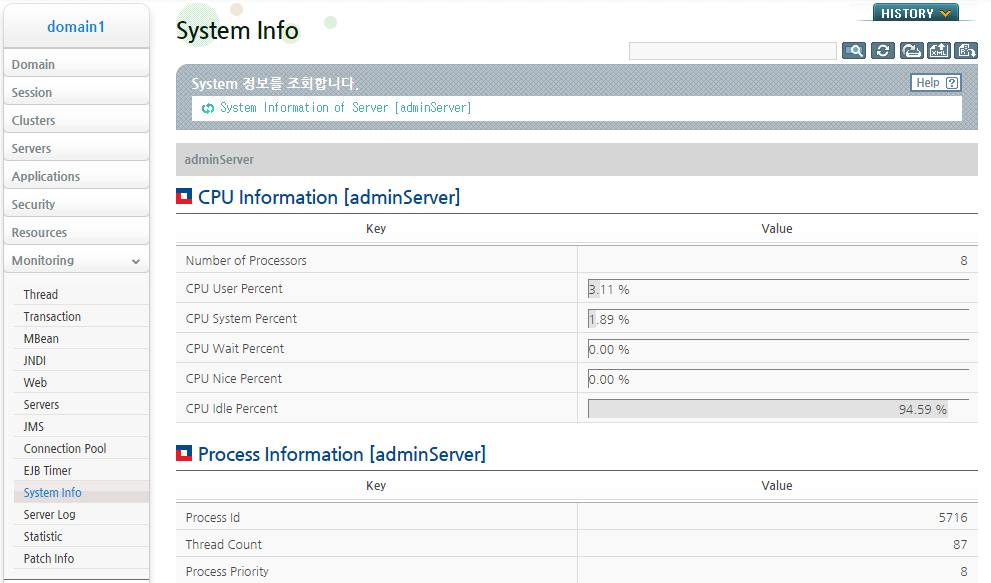 domain1
Domain
Session
Clusters
Servers
Applications
Security
Resources
Monitoring
Thread
Transaction
MBean
JNDI
Web
Servers
JMS
Connection Pool
EJB Timer
System Info
Server Log
Statistic
Patch Info
HISTORY
System Info
XML
System 정보를 조회합니다.
Help ?
System Information of Server [adminServer]
adminServer
CPU Information [adminServer]
Key Value
Number of Processors 8
CPU User Percent 3.11 %
CPU System Percent 1.89 %
CPU Wait Percent 0.00 %
CPU Nice Percent 0.00 %
CPU Idle Percent 94.59 %
Process Information [adminServer]
Key Value
Process Id 5716
Thread Count 87
Process Priority 8